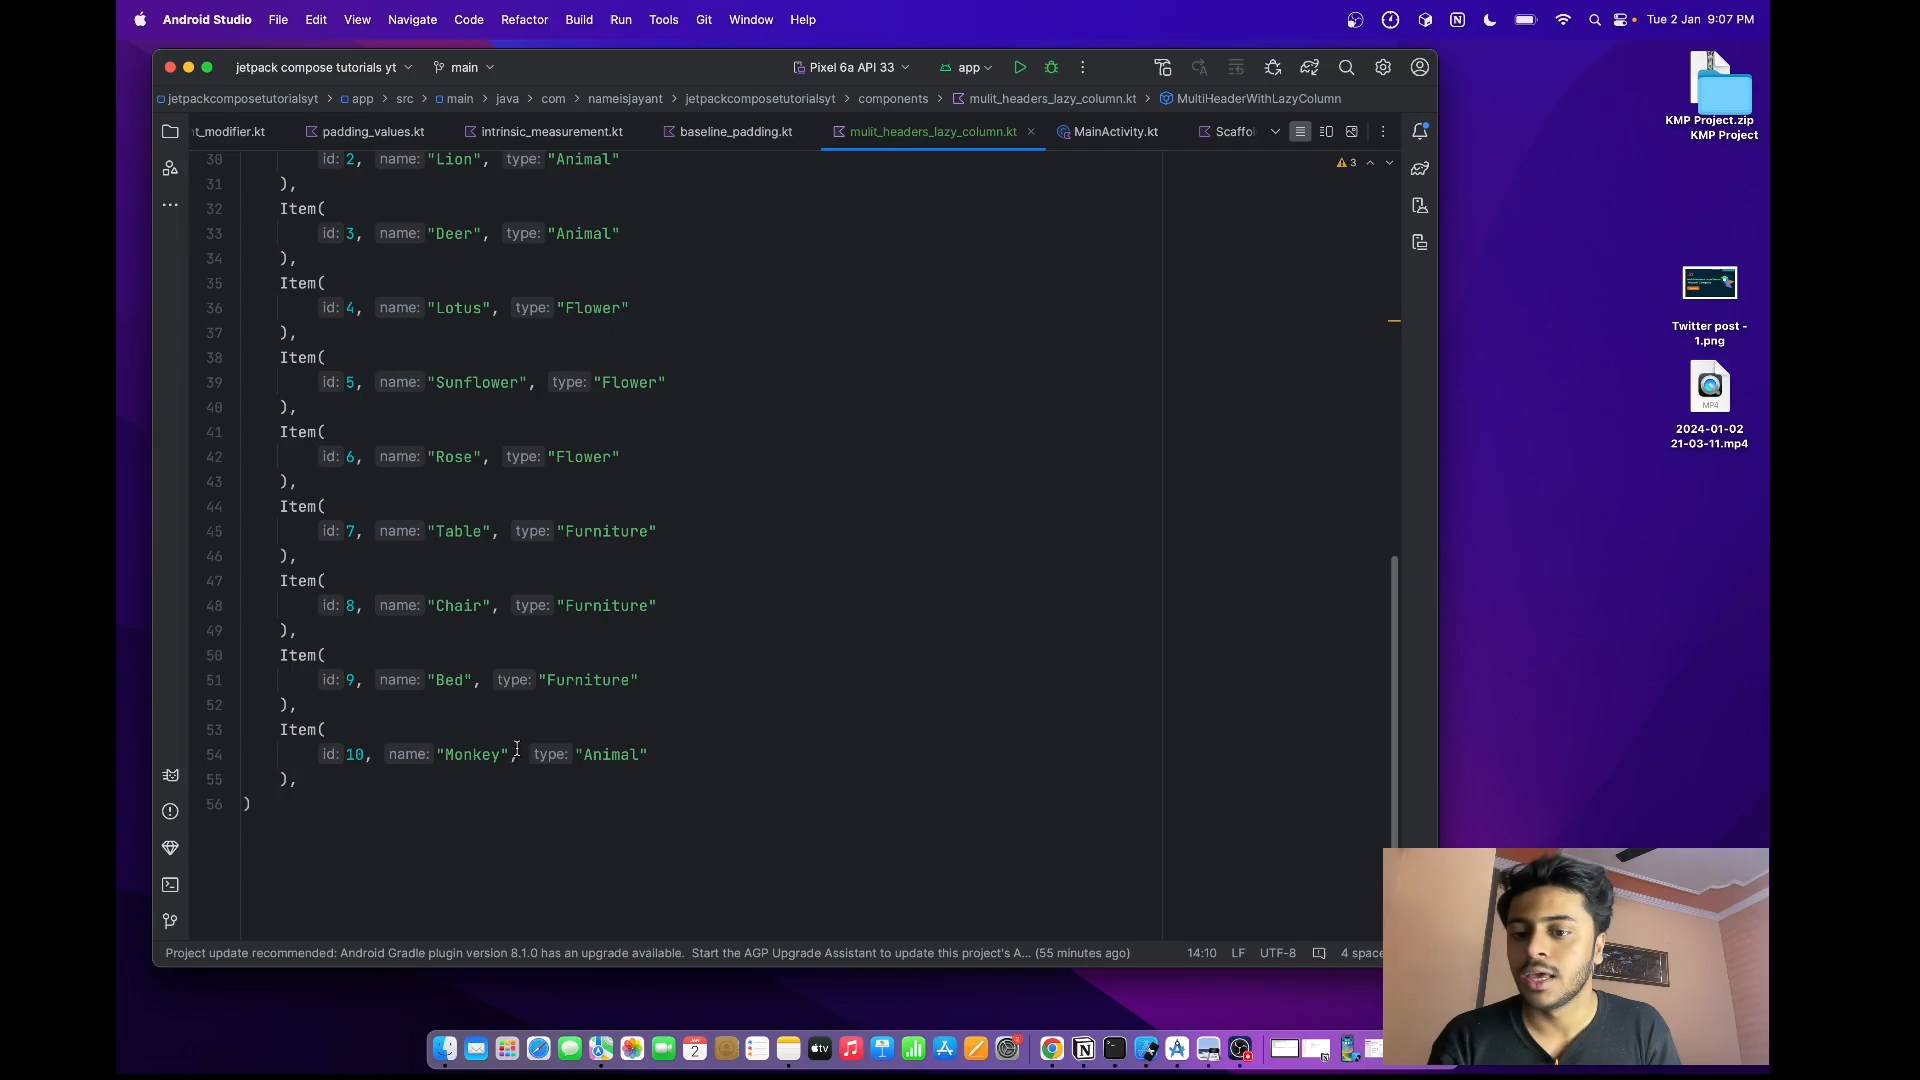 Android Studio File Edit View Navigate Code Refactor Build Run Tools Git Window Help Tue 2 Jan 9:07 PM
jetpack compose tutorials yt main Pixel 6a API 33 app
jetpackcomposetutorialsyt app src main java com nameisjayant jetpackcomposetutorialsyt components mulit_headers_lazy_column.kt MultiHeaderWithLazyColumn
t_modifier.kt padding_values.kt intrinsic_measurement.kt baseline_padding.kt mulit_headers_lazy_column.kt MainActivity.kt Scaffol
3
30 id: 2, name: "Lion", type: "Animal"
31 ),
32 Item(
33 id: 3, name: "Deer", type: "Animal"
34 ),
35 Item(
36 id: 4, name: "Lotus", type: "Flower"
37 ),
38 Item(
39 id: 5, name: "Sunflower", type: "Flower"
40 ),
41 Item(
42 id: 6, name: "Rose", type: "Flower"
43 ),
44 Item(
45 id: 7, name: "Table", type: "Furniture"
46 ),
47 Item(
48 id: 8, name: "Chair", type: "Furniture"
49 ),
50 Item(
51 id: 9, name: "Bed", type: "Furniture"
52 ),
53 Item(
54 id: 10, name: "Monkey", type: "Animal"
55 ),
56 )
Project update recommended: Android Gradle plugin version 8.1.0 has an upgrade available. Start the AGP Upgrade Assistant to update this project's A... (55 minutes ago) 14:10 LF UTF-8 4 space
KMP Project.zip
KMP Project
Twitter post -
1.png
MP4
2024-01-02
21-03-11.mp4
JAN
2
tv